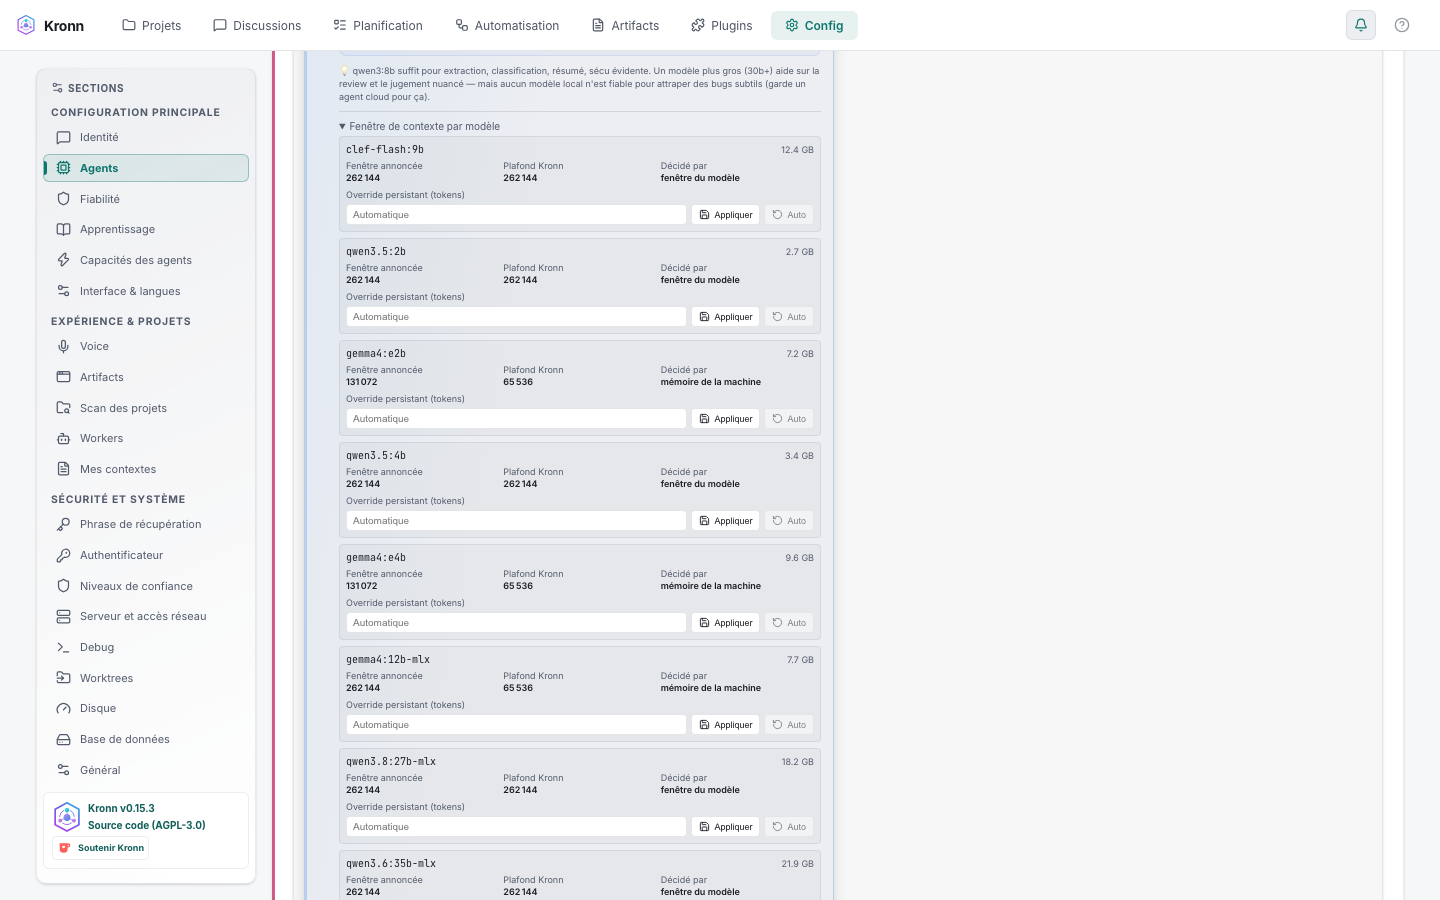 Kronn
Projets
Discussions
Planification
Automatisation
Artifacts
Plugins
Config
SECTIONS
CONFIGURATION PRINCIPALE
Identité
Agents
Fiabilité
Apprentissage
Capacités des agents
Interface & langues
EXPÉRIENCE & PROJETS
Voice
Artifacts
Scan des projets
Workers
Mes contextes
SÉCURITÉ ET SYSTÈME
Phrase de récupération
Authentificateur
Niveaux de confiance
Serveur et accès réseau
Debug
Worktrees
Disque
Base de données
Général
Kronn v0.15.3
Source code (AGPL-3.0)
Soutenir Kronn
💡 qwen3:8b suffit pour extraction, classification, résumé, sécu évidente. Un modèle plus gros (30b+) aide sur la
review et le jugement nuancé — mais aucun modèle local n'est fiable pour attraper des bugs subtils (garde un
agent cloud pour ça).
▼ Fenêtre de contexte par modèle
clef-flash:9b 12.4 GB
Fenêtre annoncée Plafond Kronn Décidé par
262 144 262 144 fenêtre du modèle
Override persistant (tokens)
Automatique Appliquer Auto
qwen3.5:2b 2.7 GB
Fenêtre annoncée Plafond Kronn Décidé par
262 144 262 144 fenêtre du modèle
Override persistant (tokens)
Automatique Appliquer Auto
gemma4:e2b 7.2 GB
Fenêtre annoncée Plafond Kronn Décidé par
131 072 65 536 mémoire de la machine
Override persistant (tokens)
Automatique Appliquer Auto
qwen3.5:4b 3.4 GB
Fenêtre annoncée Plafond Kronn Décidé par
262 144 262 144 fenêtre du modèle
Override persistant (tokens)
Automatique Appliquer Auto
gemma4:e4b 9.6 GB
Fenêtre annoncée Plafond Kronn Décidé par
131 072 65 536 mémoire de la machine
Override persistant (tokens)
Automatique Appliquer Auto
gemma4:12b-mlx 7.7 GB
Fenêtre annoncée Plafond Kronn Décidé par
262 144 65 536 mémoire de la machine
Override persistant (tokens)
Automatique Appliquer Auto
qwen3.8:27b-mlx 18.2 GB
Fenêtre annoncée Plafond Kronn Décidé par
262 144 262 144 fenêtre du modèle
Override persistant (tokens)
Automatique Appliquer Auto
qwen3.6:35b-mlx 21.9 GB
Fenêtre annoncée Plafond Kronn Décidé par
262 144 262 144 fenêtre du modèle